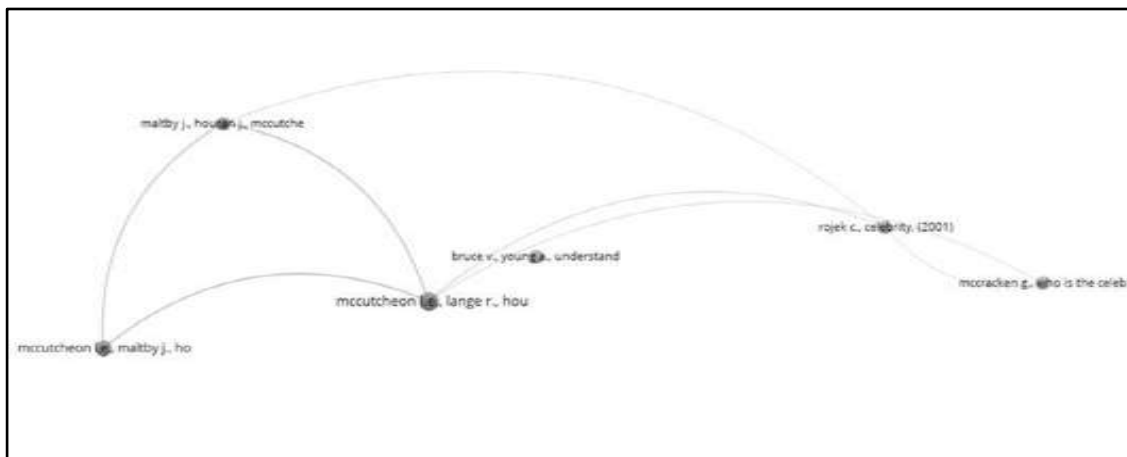 maltby j., houran j., mccutche
rojek c., celebrity, (2001)
bruce v., young a., understand
mccracken g., who is the celeb
mccutcheon l.e., lange r., hou
mccutcheon l.e., maltby j., ho